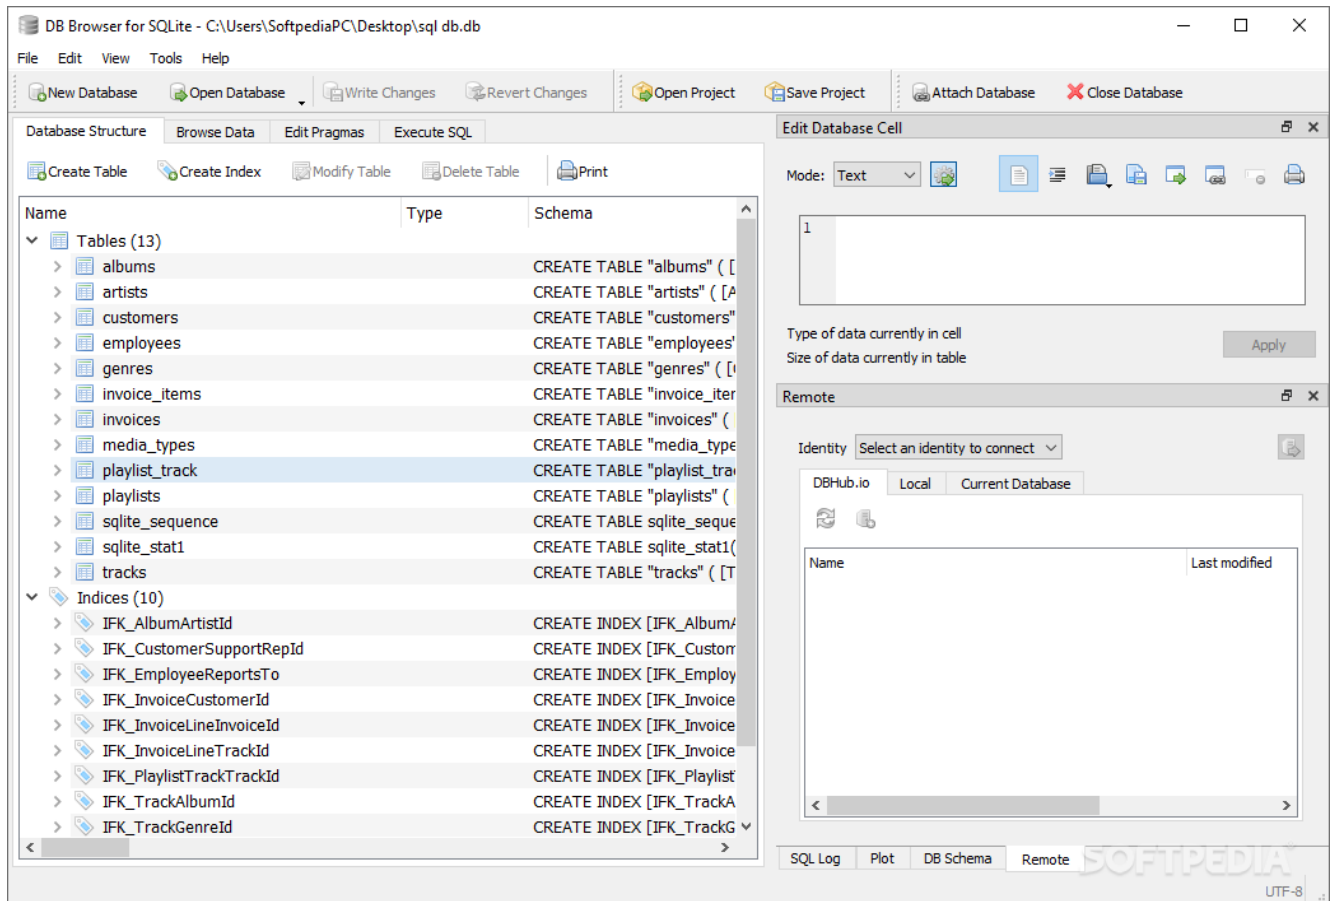 DB Browser for SQLite - C:\Users\SoftpediaPC\Desktop\sql db.db
File Edit View Tools Help
New Database Open Database Write Changes Revert Changes Open Project Save Project Attach Database Close Database
Database Structure Browse Data Edit Pragmas Execute SQL
Create Table Create Index Modify Table Delete Table Print
Name Type Schema
Tables (13)
albums CREATE TABLE "albums" ( [
artists CREATE TABLE "artists" ( [A
customers CREATE TABLE "customers"
employees CREATE TABLE "employees"
genres CREATE TABLE "genres" ( [
invoice_items CREATE TABLE "invoice_iter
invoices CREATE TABLE "invoices" (
media_types CREATE TABLE "media_type
playlist_track CREATE TABLE "playlist_tra
playlists CREATE TABLE "playlists" (
sqlite_sequence CREATE TABLE sqlite_seque
sqlite_stat1 CREATE TABLE sqlite_stat1(
tracks CREATE TABLE "tracks" ( [T
Indices (10)
IFK_AlbumArtistId CREATE INDEX [IFK_AlbumA
IFK_CustomerSupportRepId CREATE INDEX [IFK_Custom
IFK_EmployeeReportsTo CREATE INDEX [IFK_Employ
IFK_InvoiceCustomerId CREATE INDEX [IFK_Invoice
IFK_InvoiceLineInvoiceId CREATE INDEX [IFK_Invoice
IFK_InvoiceLineTrackId CREATE INDEX [IFK_Invoice
IFK_PlaylistTrackTrackId CREATE INDEX [IFK_Playlist
IFK_TrackAlbumId CREATE INDEX [IFK_TrackA
IFK_TrackGenreId CREATE INDEX [IFK_TrackG
Edit Database Cell
Mode: Text
1
Type of data currently in cell
Size of data currently in table
Apply
Remote
Identity Select an identity to connect
DBHub.io Local Current Database
Name Last modified
SQL Log Plot DB Schema Remote
SOFTPEDIA
UTF-8